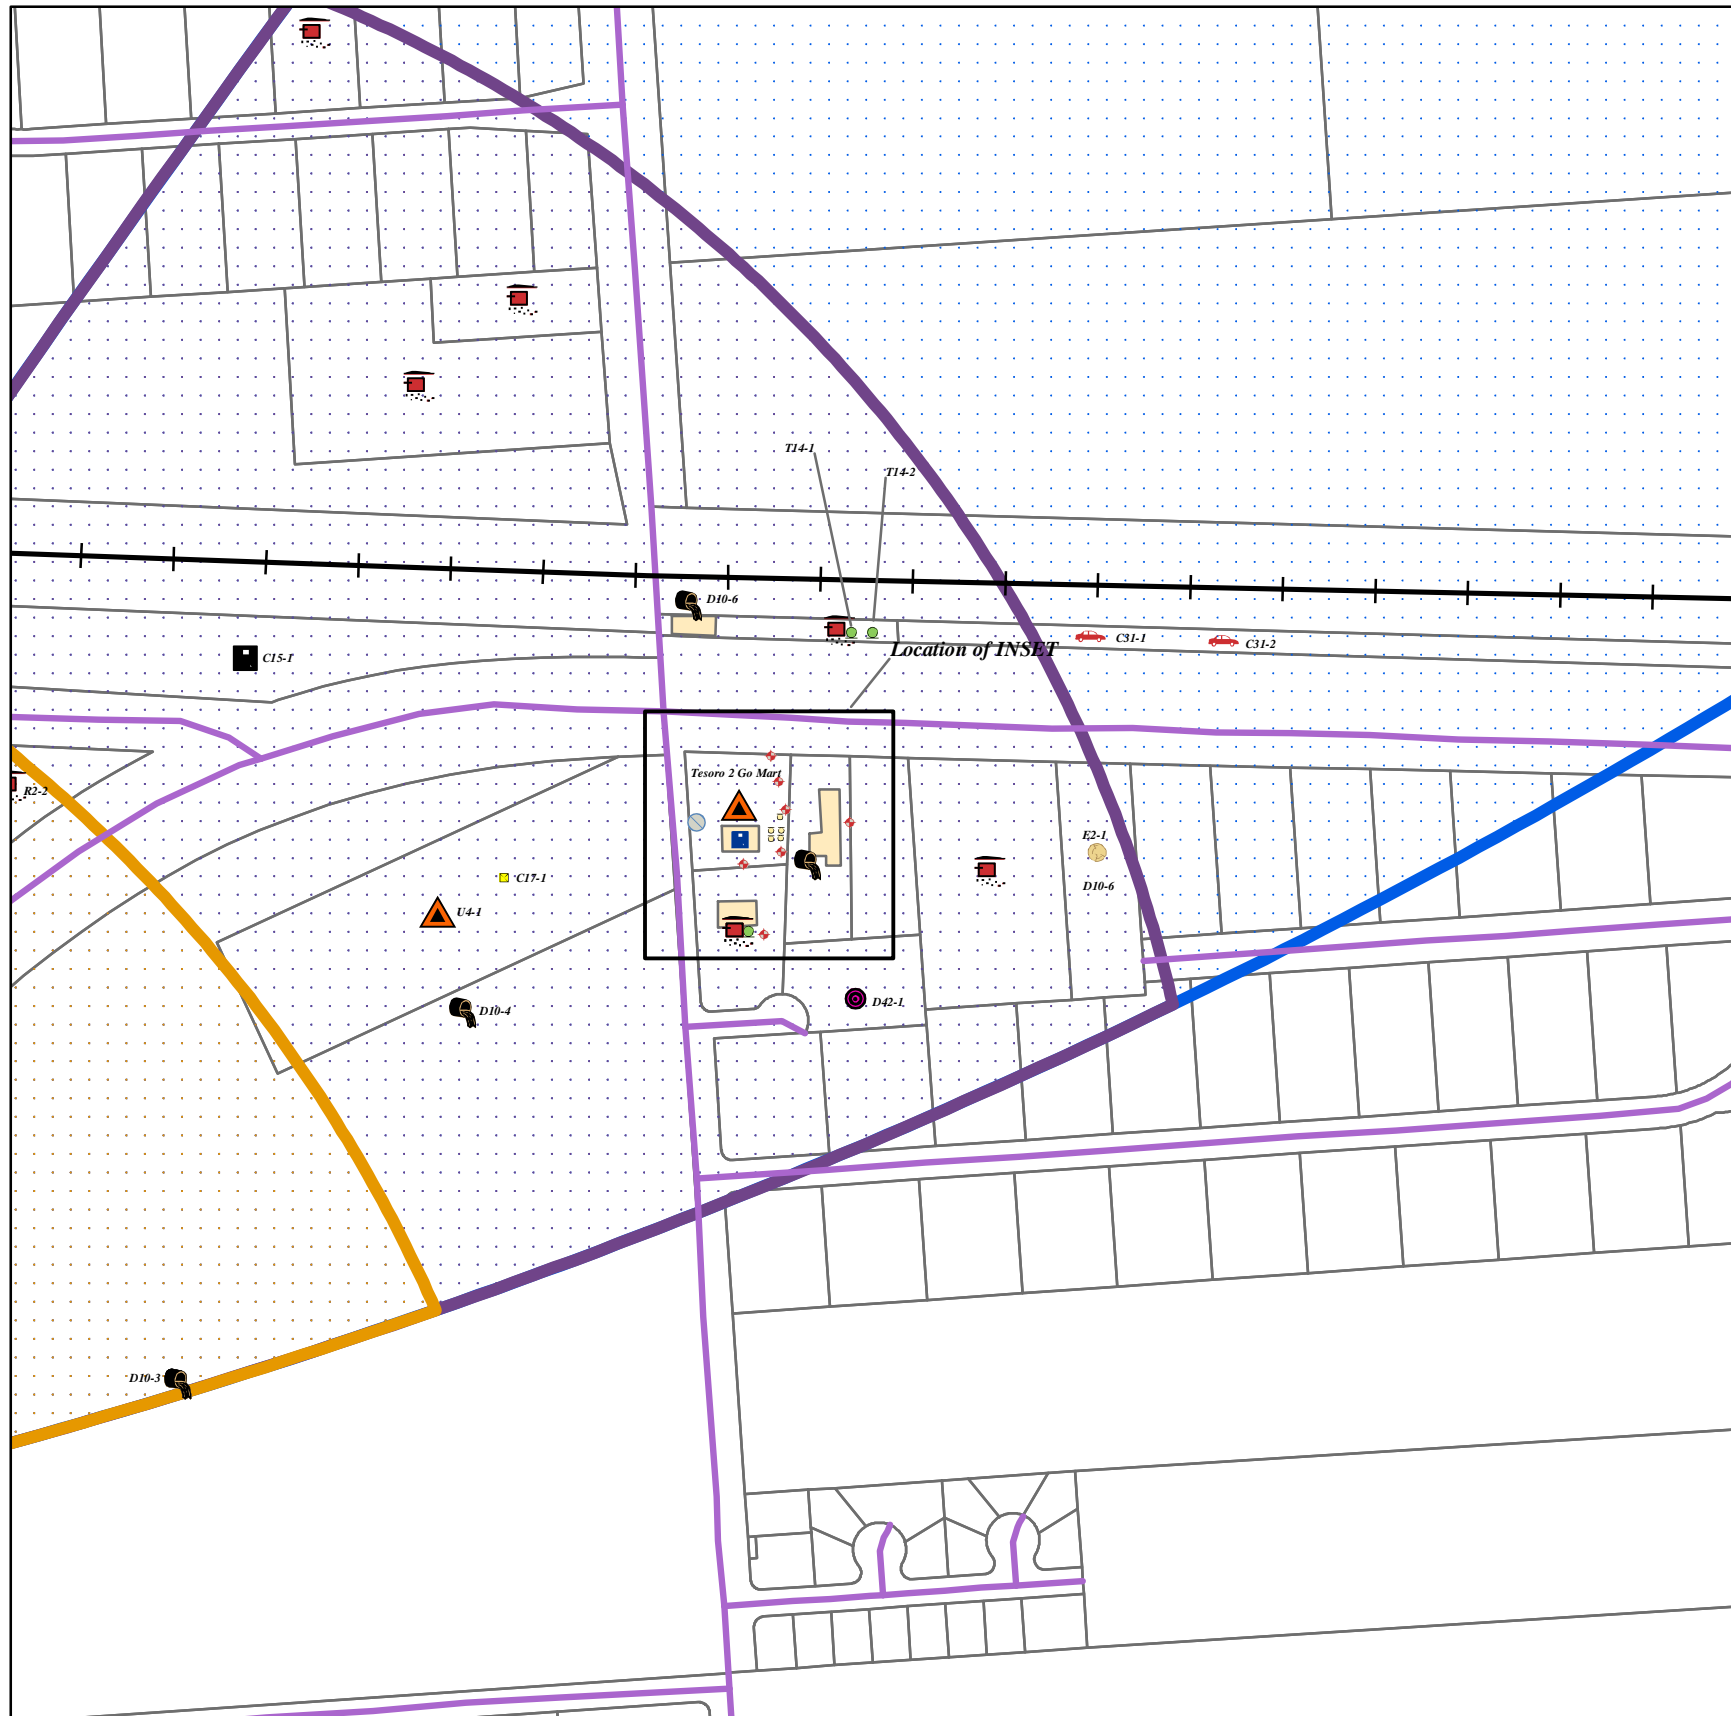 T14-1
T14-2
D10-6
C31-1
C31-2
Location of INSET
C15-1
Tesoro 2 Go Mart
R2-2
E2-1
C17-1
D10-6
U4-1
D42-1
D10-4
D10-3